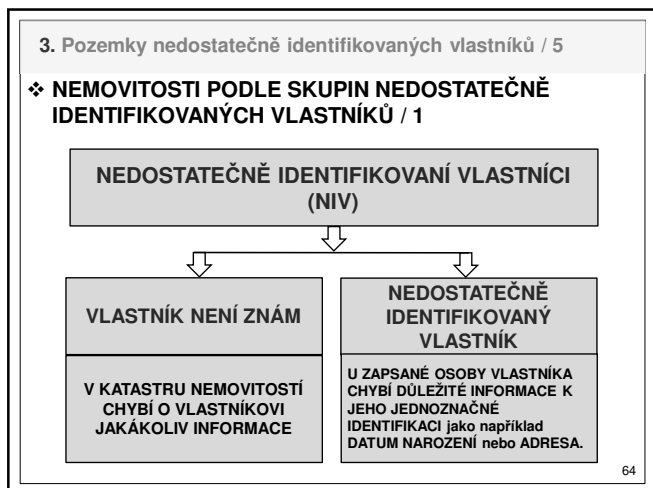 3. Pozemky nedostatečně identifikovaných vlastníků / 5
❖ NEMOVITOSTI PODLE SKUPIN NEDOSTATEČNĚ
IDENTIFIKOVANÝCH VLASTNÍKŮ / 1
NEDOSTATEČNĚ IDENTIFIKOVANÍ VLASTNÍCI
(NIV)
VLASTNÍK NENÍ ZNÁM
V KATASTRU NEMOVITOSTÍ
CHYBÍ O VLASTNÍKOVI
JAKÁKOLIV INFORMACE
NEDOSTATEČNĚ
IDENTIFIKOVANÝ
VLASTNÍK
U ZAPSANÉ OSOBY VLASTNÍKA
CHYBÍ DŮLEŽITÉ INFORMACE K
JEHO JEDNOZNAČNÉ
IDENTIFIKACI jako například
DATUM NAROZENÍ nebo ADRESA.
64